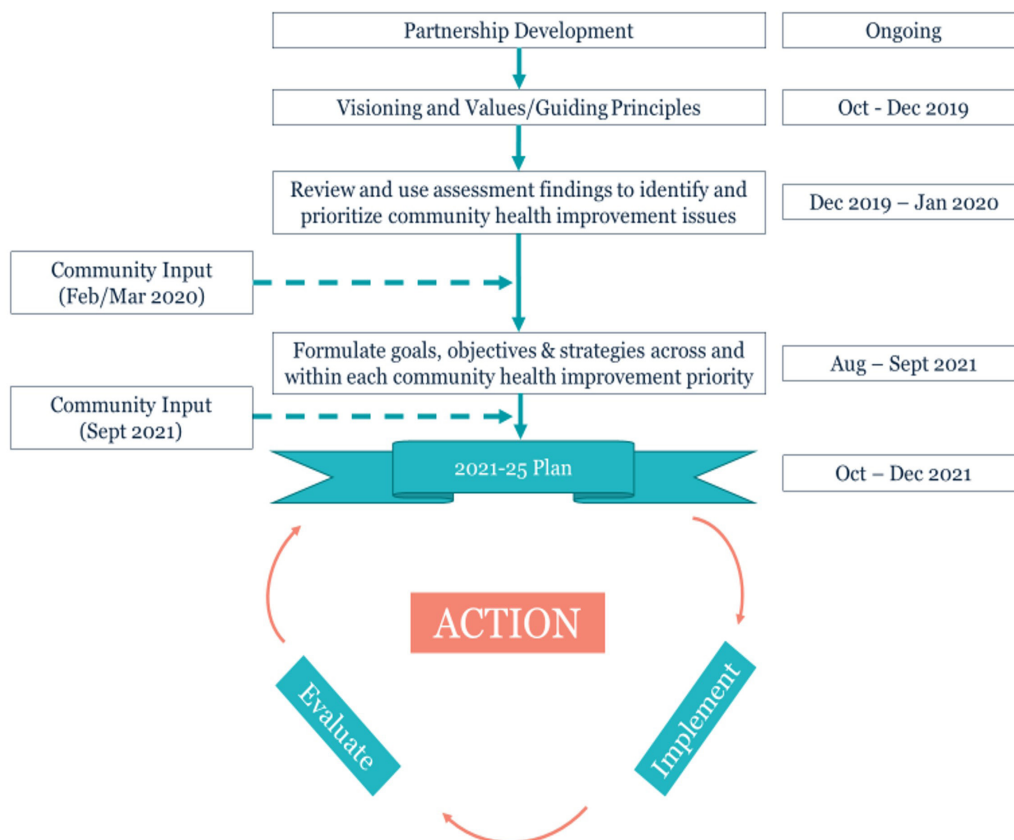 Partnership Development
Ongoing
Visioning and Values/Guiding Principles
Oct - Dec 2019
Review and use assessment findings to identify and
prioritize community health improvement issues
Dec 2019 – Jan 2020
Community Input
(Feb/Mar 2020)
Formulate goals, objectives & strategies across and
within each community health improvement priority
Aug – Sept 2021
Community Input
(Sept 2021)
2021-25 Plan
Oct – Dec 2021
ACTION
Evaluate
Implement